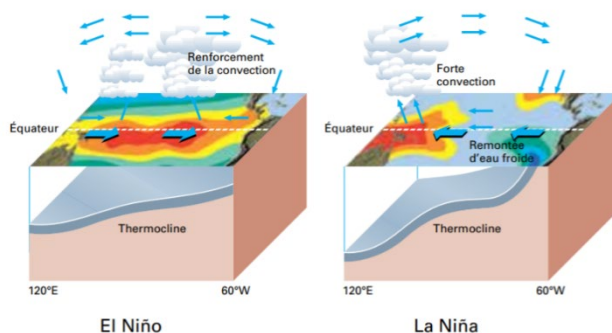 Renforcement
de la convection
Équateur
Thermocline
120°E
60°W
El Niño
Forte
convection
Équateur
Remontée
d'eau froide
Thermocline
120°E
60°W
La Niña